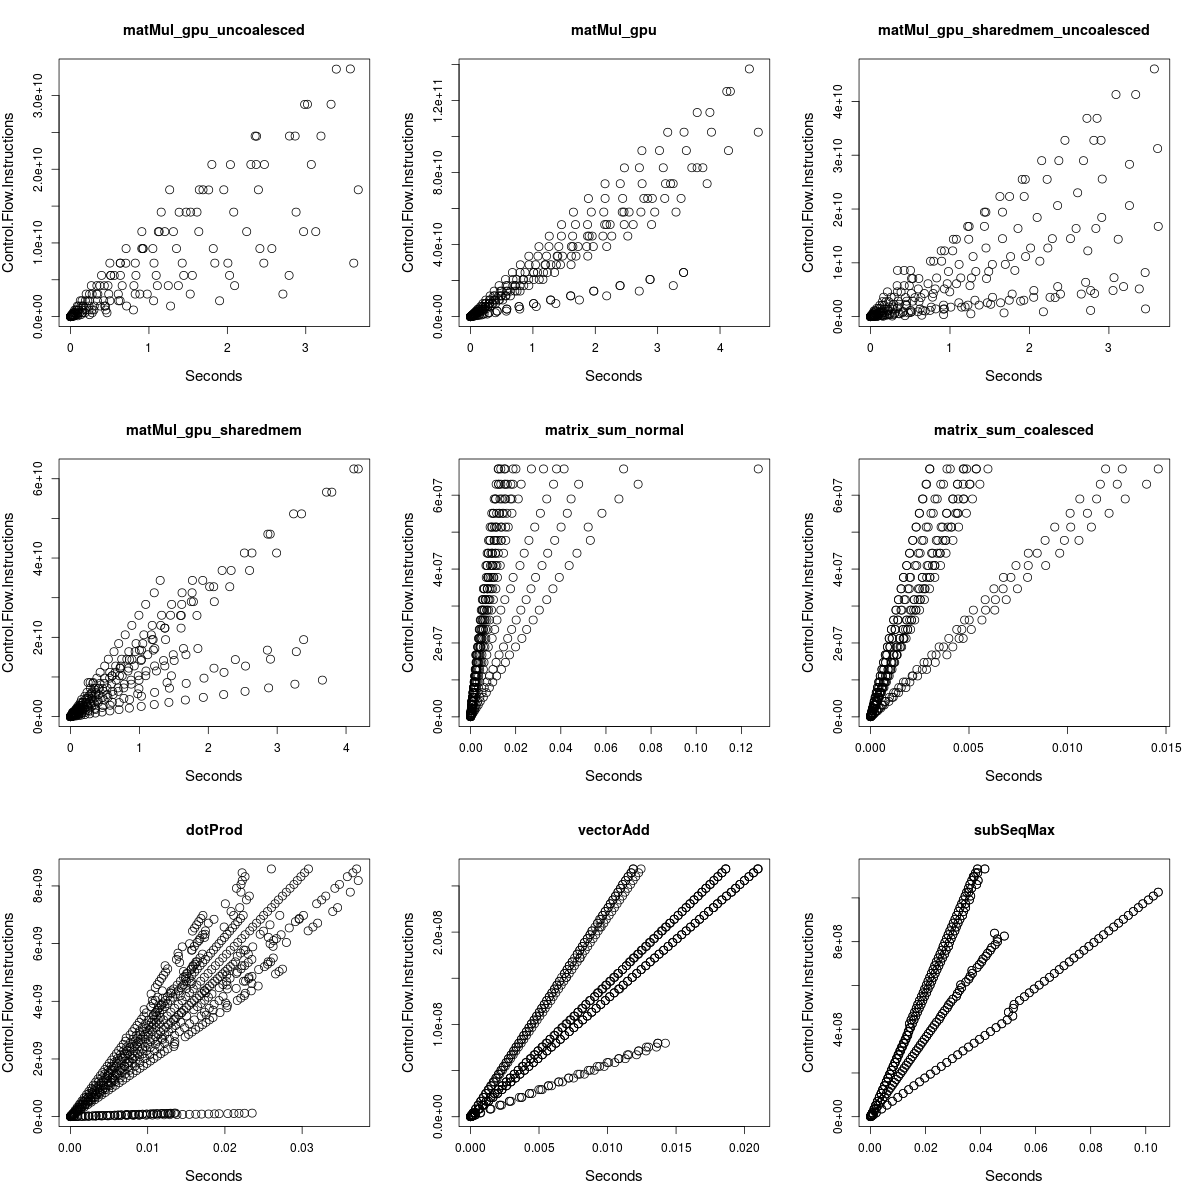 matMul_gpu_uncoalesced
Control.Flow.Instructions
0.0e+00 1.0e+10 2.0e+10 3.0e+10
0 1 2 3
Seconds
matMul_gpu
Control.Flow.Instructions
0.0e+00 4.0e+10 8.0e+10 1.2e+11
0 1 2 3 4
Seconds
matMul_gpu_sharedmem_uncoalesced
Control.Flow.Instructions
0e+00 1e+10 2e+10 3e+10 4e+10
0 1 2 3
Seconds
matMul_gpu_sharedmem
Control.Flow.Instructions
0e+00 2e+10 4e+10 6e+10
0 1 2 3 4
Seconds
matrix_sum_normal
Control.Flow.Instructions
0e+00 2e+07 4e+07 6e+07
0.00 0.02 0.04 0.06 0.08 0.10 0.12
Seconds
matrix_sum_coalesced
Control.Flow.Instructions
0e+00 2e+07 4e+07 6e+07
0.000 0.005 0.010 0.015
Seconds
dotProd
Control.Flow.Instructions
0e+00 2e+09 4e+09 6e+09 8e+09
0.00 0.01 0.02 0.03
Seconds
vectorAdd
Control.Flow.Instructions
0.0e+00 1.0e+08 2.0e+08
0.000 0.005 0.010 0.015 0.020
Seconds
subSeqMax
Control.Flow.Instructions
0e+00 4e+08 8e+08
0.00 0.02 0.04 0.06 0.08 0.10
Seconds